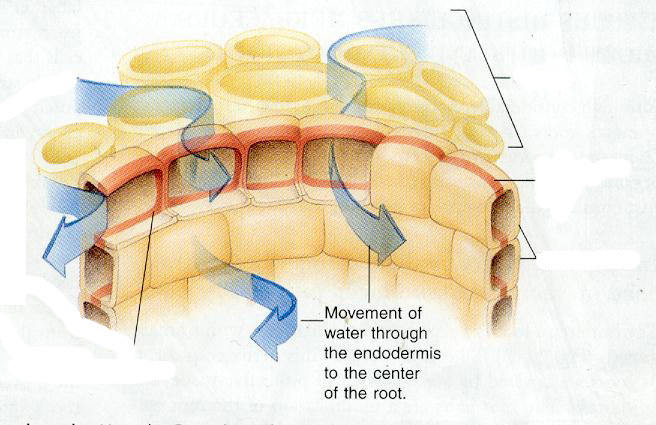 Movement of
water through
the endodermis
to the center
of the root.